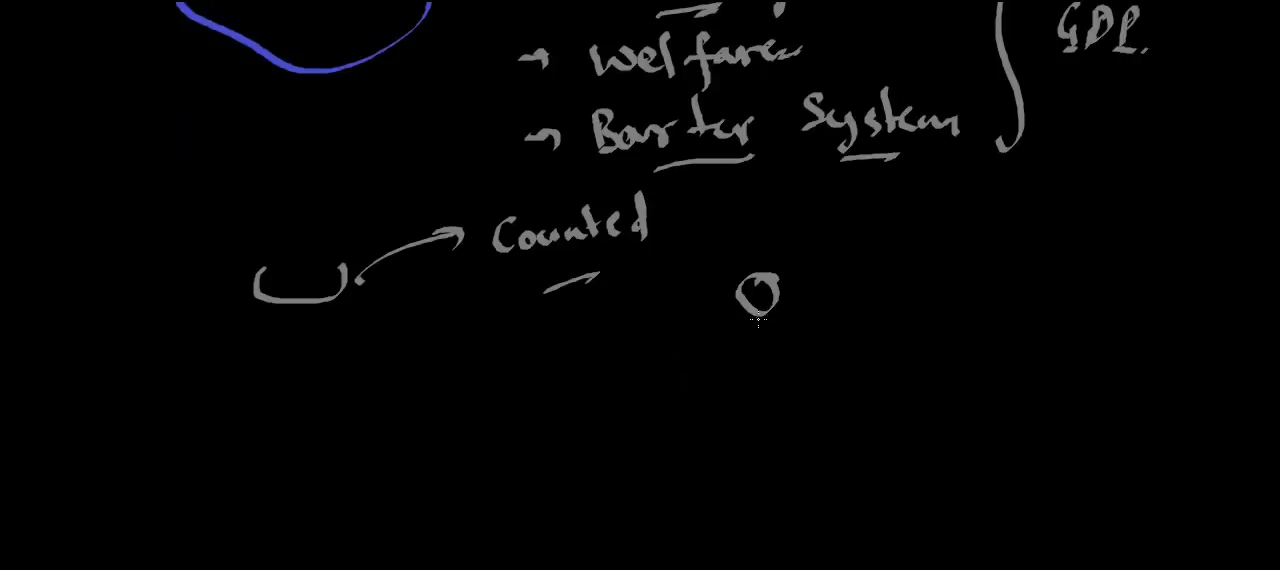 GDP.
→ Welfare
→ Barter System
Counted